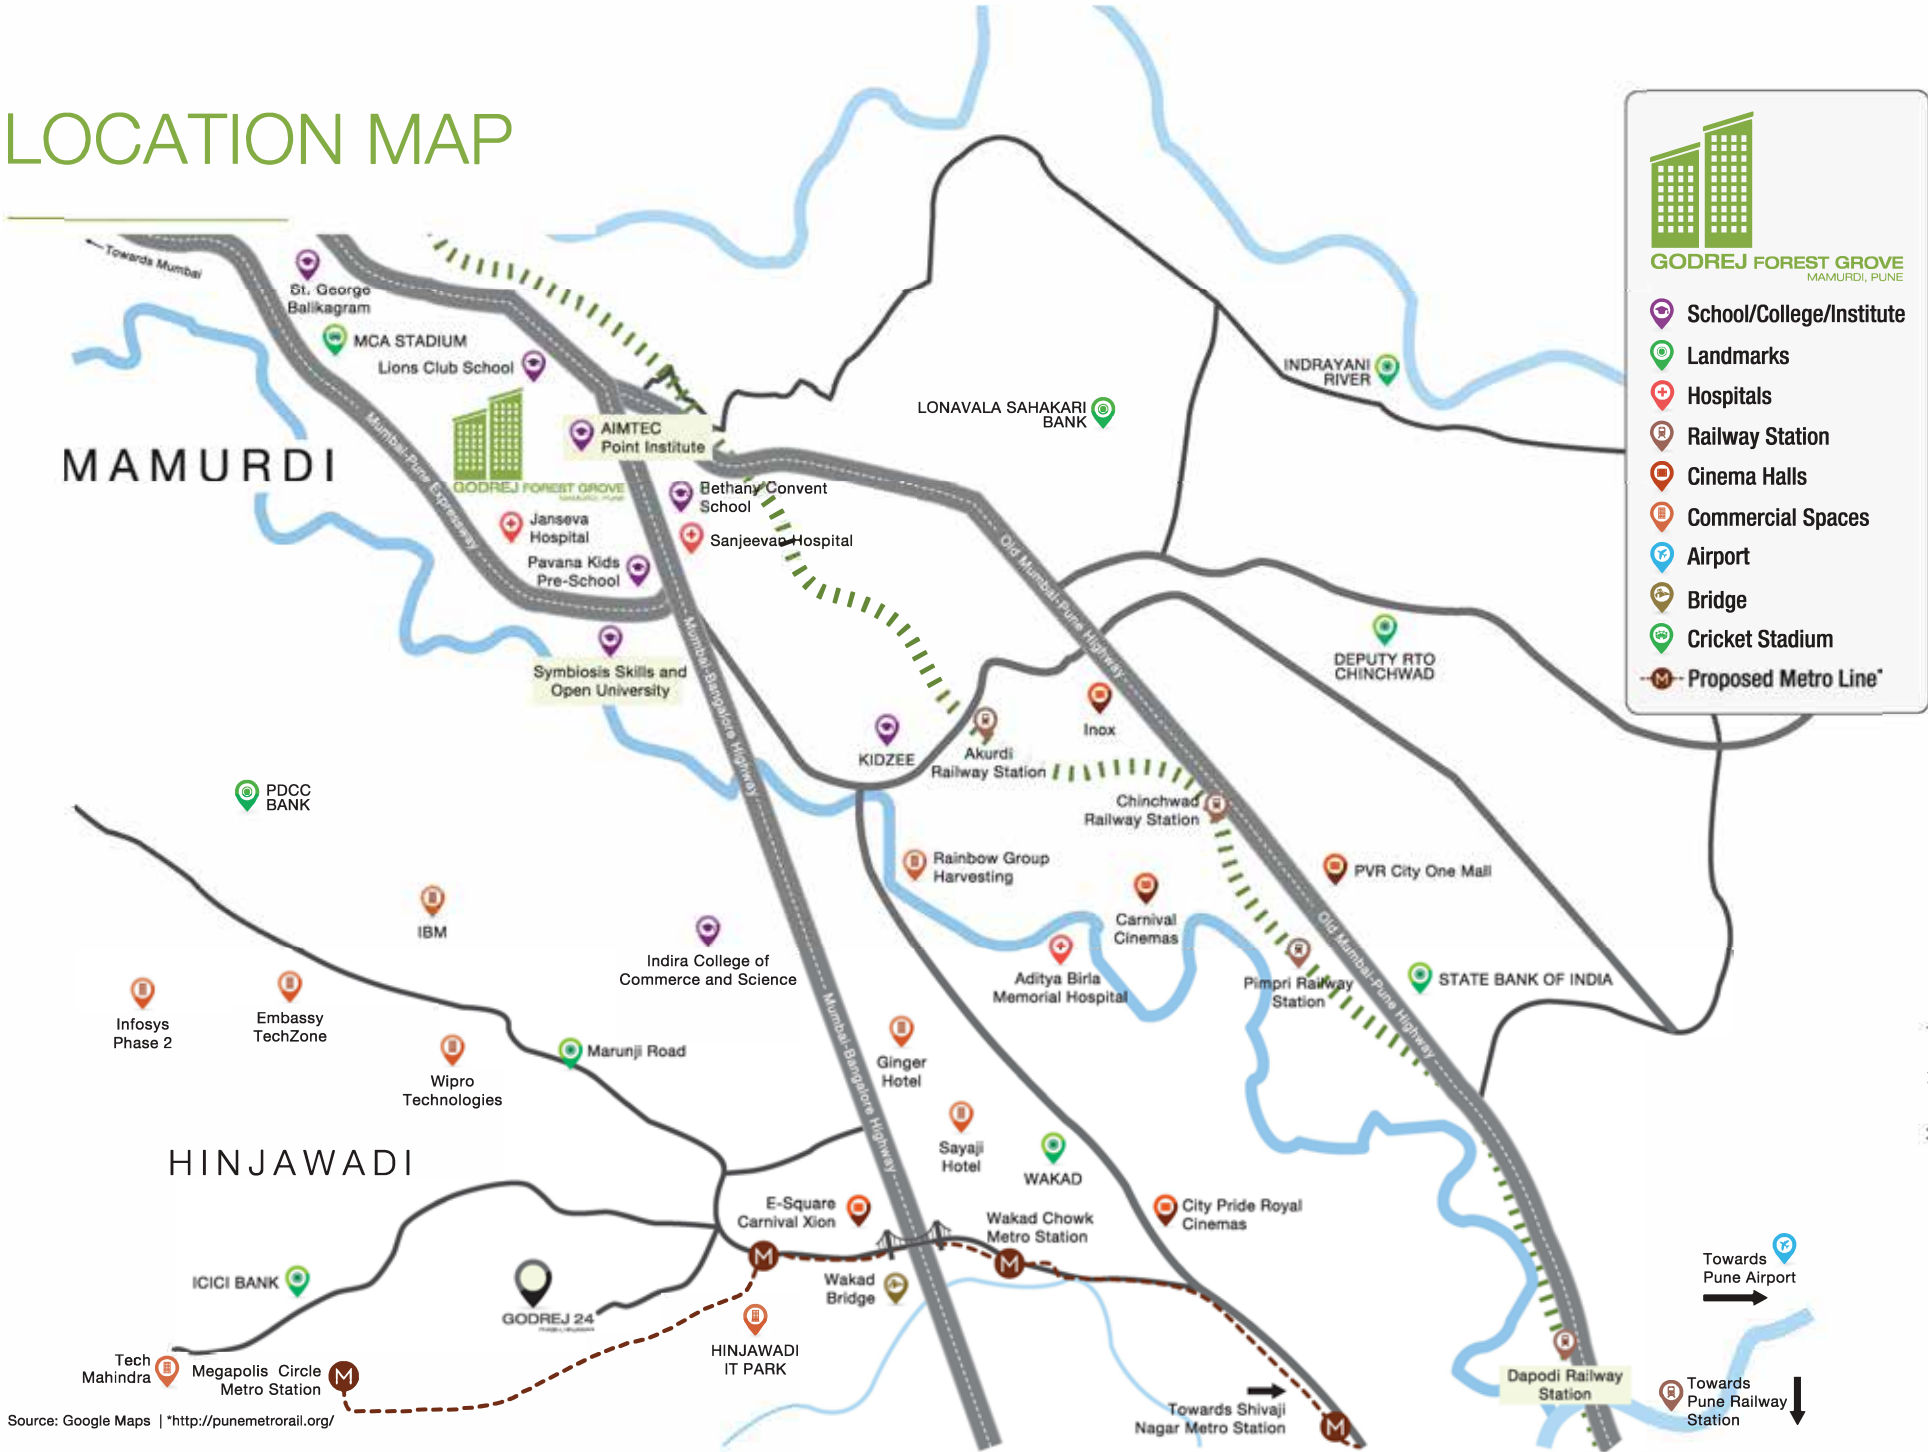 LOCATION MAP
Towards Mumbai
St. George
Balikagram
MCA STADIUM
Lions Club School
AIMTEC
Point Institute
MAMURDI
Mumbai-Pune Expressway
GODREJ FOREST GROVE
MAMURDI, PUNE
Janseva
Hospital
Bethany Convent
School
Sanjeevan Hospital
Pavana Kids
Pre-School
Symbiosis Skills and
Open University
Mumbai-Bangalore Highway
LONAVALA SAHAKARI
BANK
INDRAYANI
RIVER
Old Mumbai-Pune Highway
DEPUTY RTO
CHINCHWAD
KIDZEE
Akurdi
Railway Station
Inox
Chinchwad
Railway Station
PDCC
BANK
IBM
Rainbow Group
Harvesting
PVR City One Mall
Carnival
Cinemas
Indira College of
Commerce and Science
Aditya Birla
Memorial Hospital
Pimpri Railway
Station
Old Mumbai-Pune Highway
STATE BANK OF INDIA
Infosys
Phase 2
Embassy
TechZone
Wipro
Technologies
Marunji Road
Mumbai-Bangalore Highway
Ginger
Hotel
Sayaji
Hotel
WAKAD
HINJAWADI
E-Square
Carnival Xion
Wakad Chowk
Metro Station
City Pride Royal
Cinemas
M
M
ICICI BANK
GODREJ 24
Wakad
Bridge
HINJAWADI
IT PARK
Tech
Mahindra
Megapolis Circle
Metro Station
M
Towards Shivaji
Nagar Metro Station
M
Dapodi Railway
Station
Towards
Pune Airport
Towards
Pune Railway
Station
Source: Google Maps | *http://punemetrorail.org/
GODREJ FOREST GROVE
MAMURDI, PUNE
School/College/Institute
Landmarks
Hospitals
Railway Station
Cinema Halls
Commercial Spaces
Airport
Bridge
Cricket Stadium
M Proposed Metro Line*